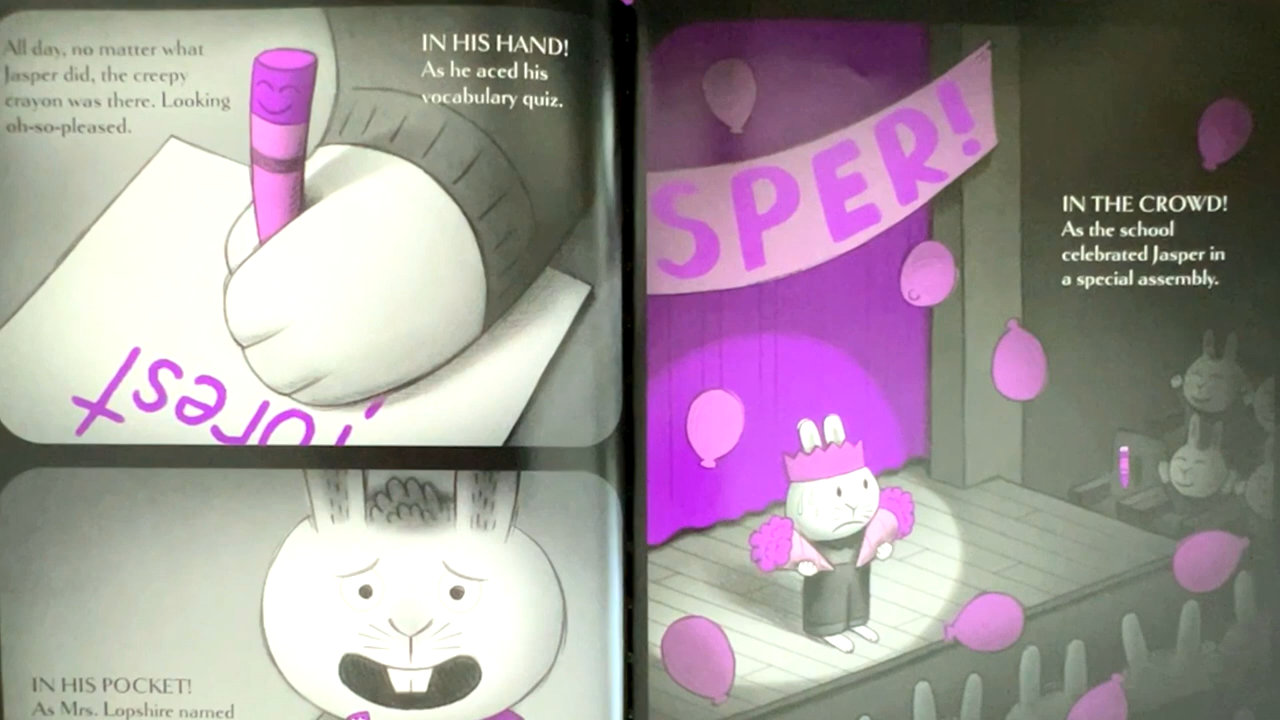 All day, no matter what
Jasper did, the creepy
crayon was there. Looking
oh-so-pleased.
IN HIS HAND!
As he aced his
vocabulary quiz.
forest
IN HIS POCKET!
As Mrs. Lopshire named
SPER!
IN THE CROWD!
As the school
celebrated Jasper in
a special assembly.